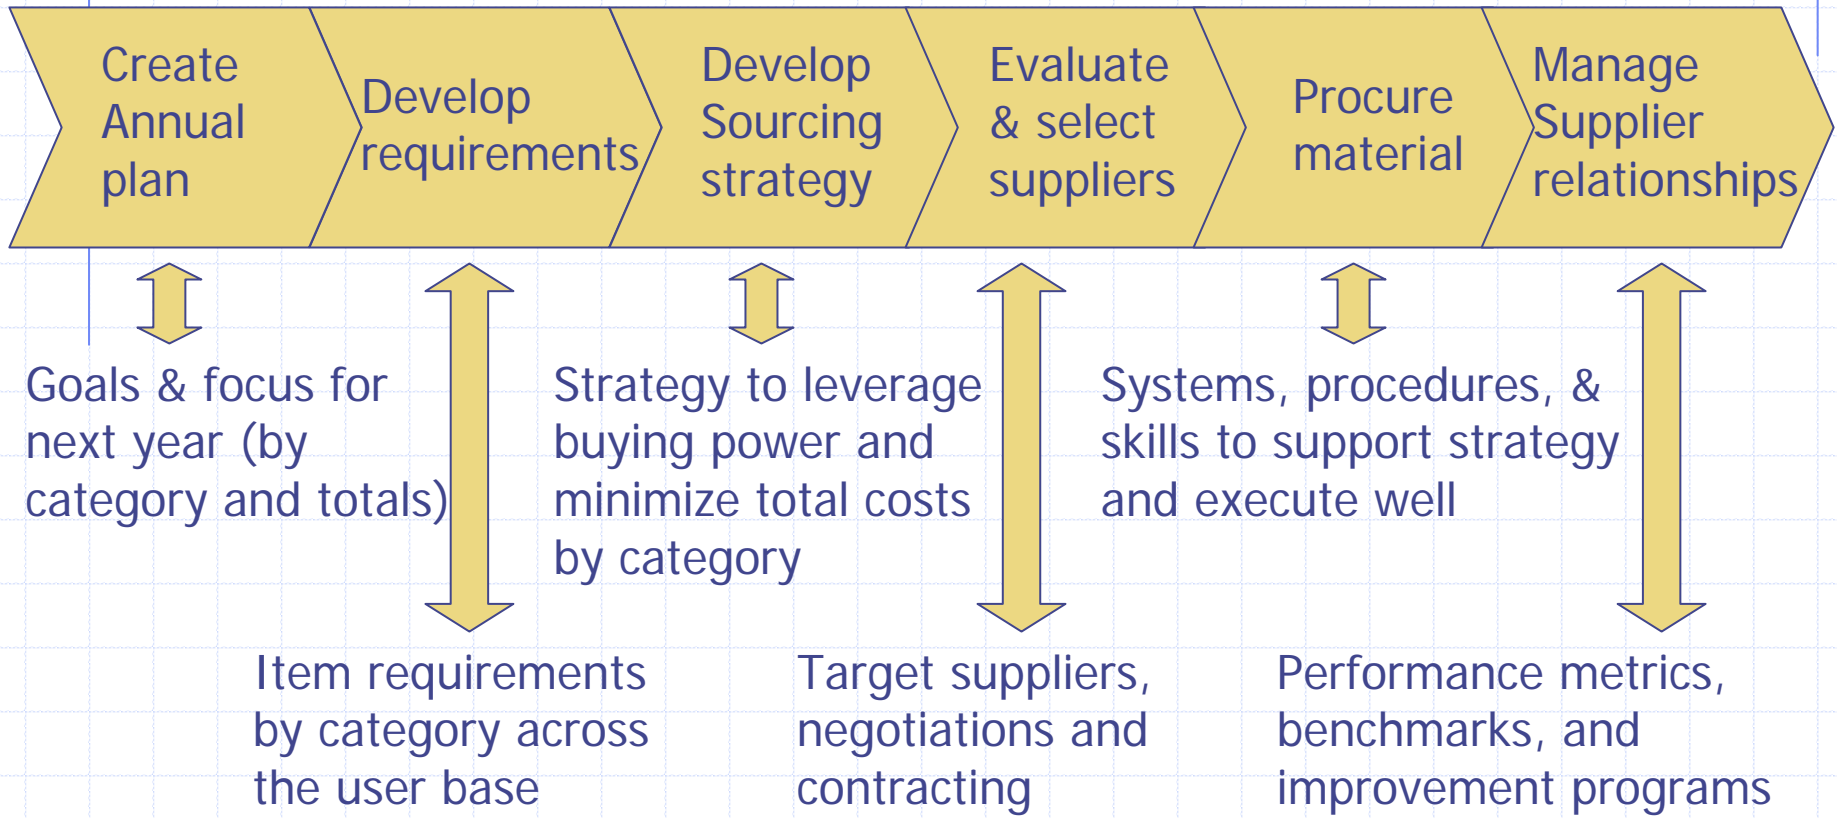 Create
Annual
plan
Develop
requirements
Develop
Sourcing
strategy
Evaluate
& select
suppliers
Procure
material
Manage
Supplier
relationships
Goals & focus for
next year (by
category and totals)
Strategy to leverage
buying power and
minimize total costs
by category
Systems, procedures, &
skills to support strategy
and execute well
Item requirements
by category across
the user base
Target suppliers,
negotiations and
contracting
Performance metrics,
benchmarks, and
improvement programs